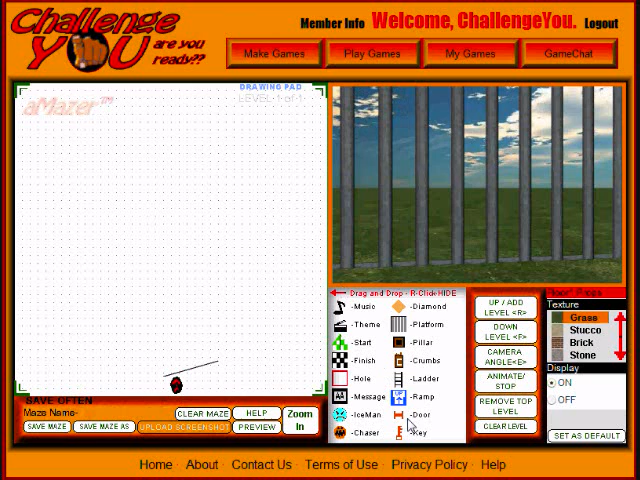 Challenge
YOU
are you
ready??
Member Info Welcome, ChallengeYou. Logout
Make Games Play Games My Games GameChat
aMazer™
DRAWING PAD
LEVEL 1 of 1
Drag and Drop - R-Click HIDE
-Music -Diamond
-Theme -Platform
-Start -Pillar
-Finish -Crumbs
-Hole -Ladder
-Message -Ramp
-IceMan -Door
-Chaser -Key
UP / ADD
LEVEL <R>
DOWN
LEVEL <F>
CAMERA
ANGLE<E>
ANIMATE/
STOP
REMOVE TOP
LEVEL
CLEAR LEVEL
Texture
Grass
Stucco
Brick
Stone
Display
ON
OFF
SET AS DEFAULT
SAVE OFTEN
Maze Name-
CLEAR MAZE HELP
SAVE MAZE SAVE MAZE AS UPLOAD SCREENSHOT PREVIEW
Zoom
In
Home · About · Contact Us · Terms of Use · Privacy Policy · Help